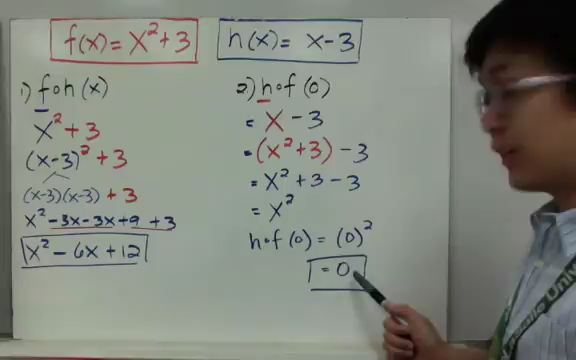 f(x) = x² + 3
h(x) = x - 3
1) f∘h(x)
x² + 3
(x-3)² + 3
(x-3)(x-3) + 3
x² - 3x - 3x + 9 + 3
x² - 6x + 12
2) h∘f(0)
= x - 3
= (x² + 3) - 3
= x² + 3 - 3
= x²
h∘f(0) = (0)²
= 0